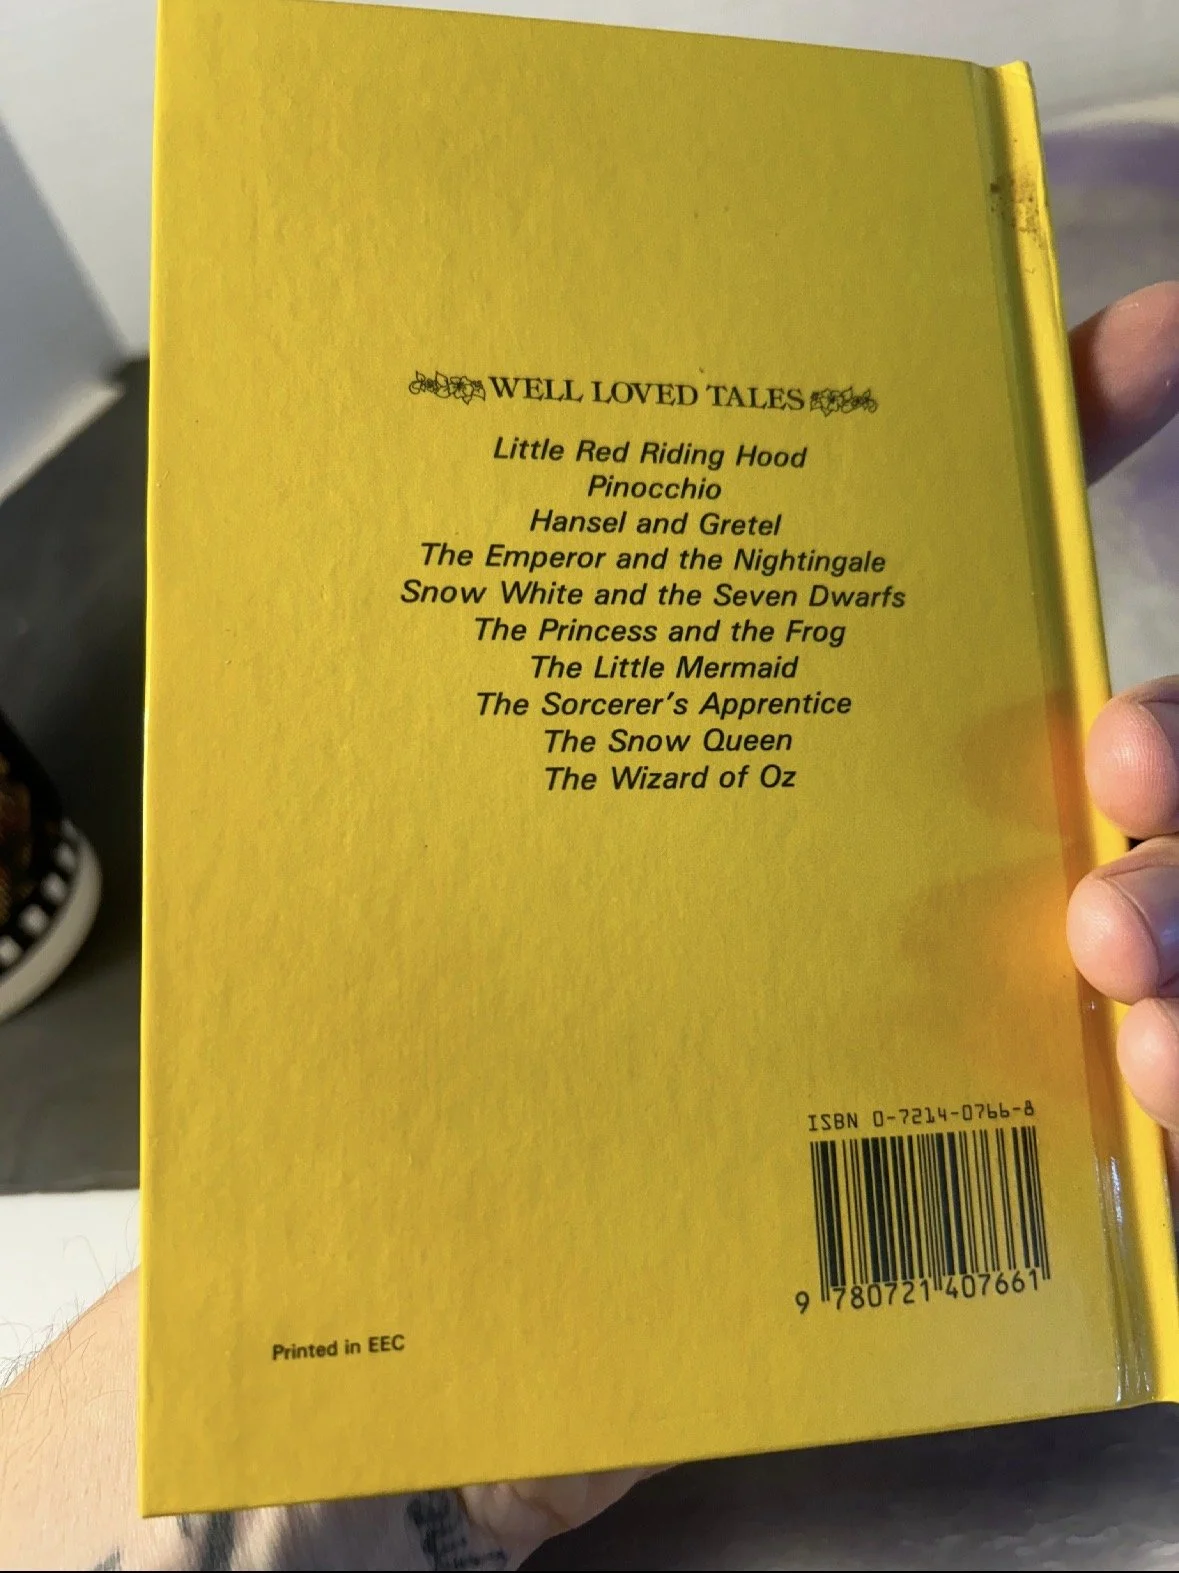 WELL LOVED TALES
Little Red Riding Hood
Pinocchio
Hansel and Gretel
The Emperor and the Nightingale
Snow White and the Seven Dwarfs
The Princess and the Frog
The Little Mermaid
The Sorcerer's Apprentice
The Snow Queen
The Wizard of Oz
ISBN 0-7214-0766-8
9 780721 407661
Printed in EEC